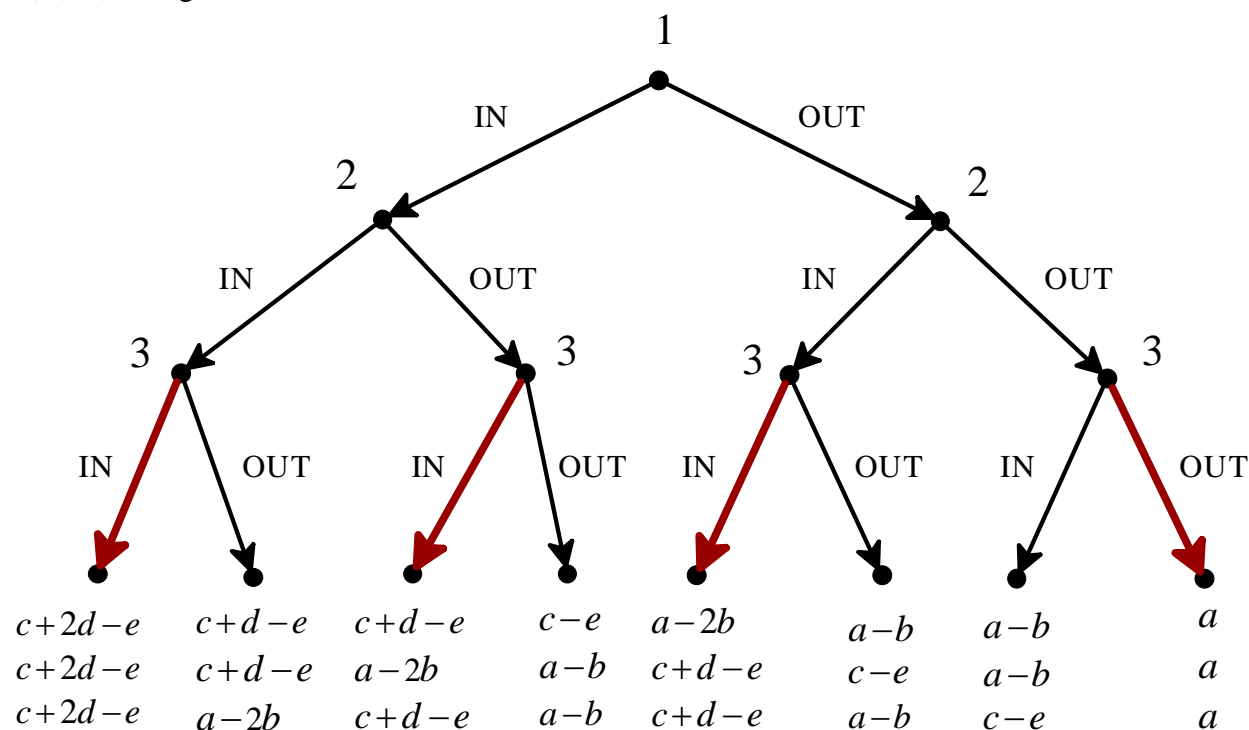 1
IN OUT
2 2
IN OUT IN OUT
3 3 3 3
IN OUT IN OUT IN OUT IN OUT
c+2d−e c+d−e c+d−e c−e a−2b a−b a−b a
c+2d−e c+d−e a−2b a−b c+d−e c−e a−b a
c+2d−e a−2b c+d−e a−b c+d−e a−b c−e a